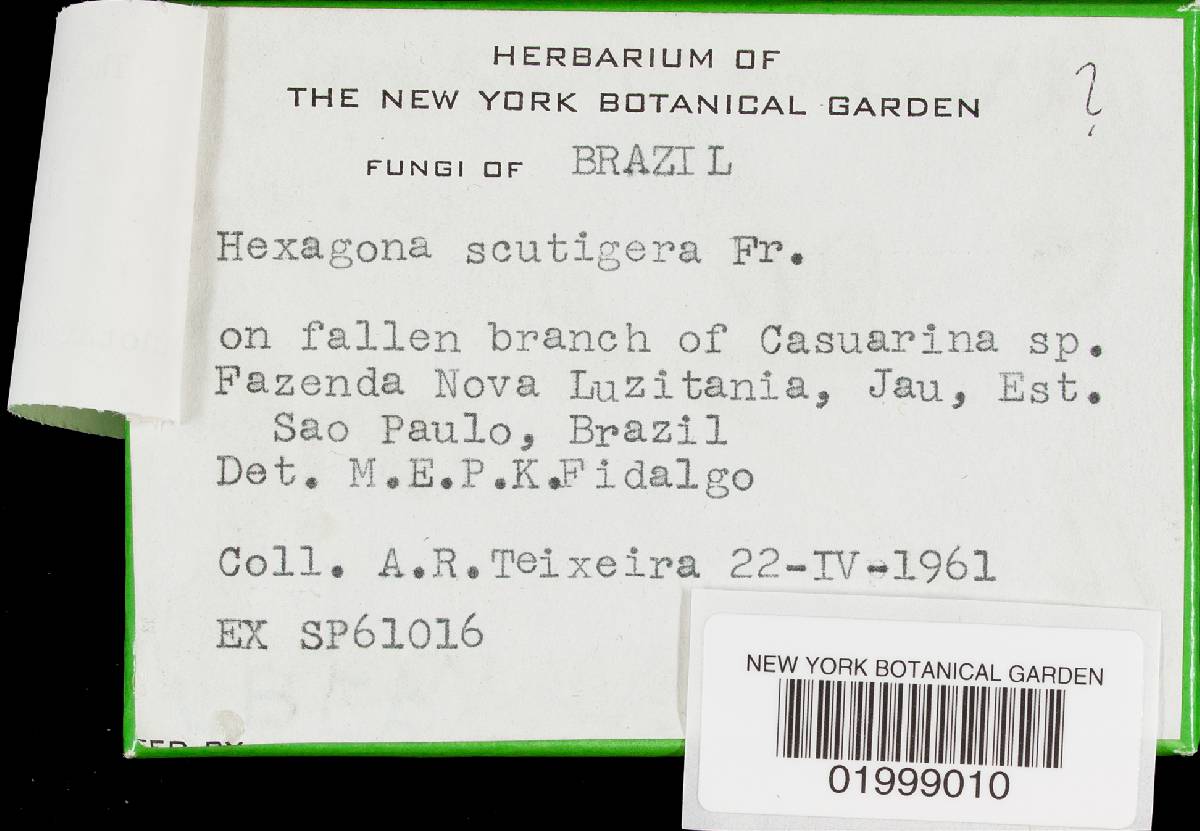 HERBARIUM OF
THE NEW YORK BOTANICAL GARDEN
?
FUNGI OF BRAZIL
Hexagona scutigera Fr.
on fallen branch of Casuarina sp.
Fazenda Nova Luzitania, Jau, Est.
Sao Paulo, Brazil
Det. M.E.P.K.Fidalgo
Coll. A.R.Teixeira 22-IV-1961
EX SP61016
NEW YORK BOTANICAL GARDEN
01999010